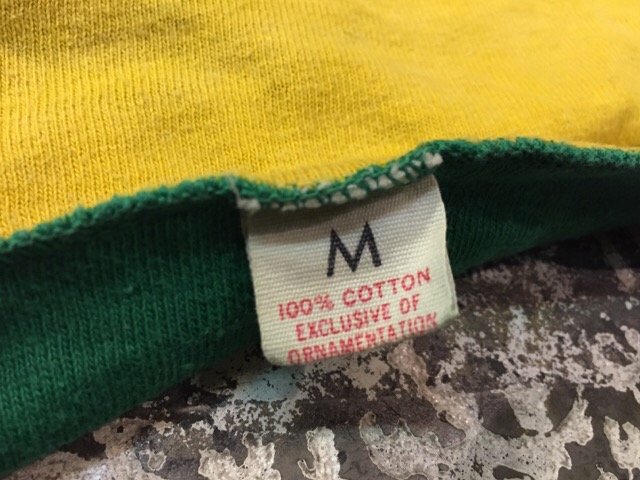 M
100% COTTON
EXCLUSIVE OF
ORNAMENTATION